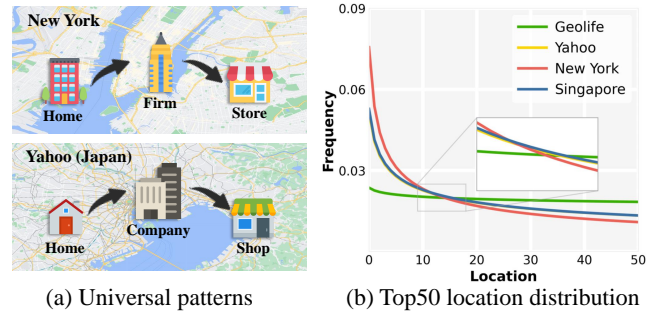 New York
Home
Firm
Store
Yahoo (Japan)
Home
Company
Shop
(a) Universal patterns
0.09
0.06
0.03
Frequency
Geolife
Yahoo
New York
Singapore
0 10 20 30 40 50
Location
(b) Top50 location distribution